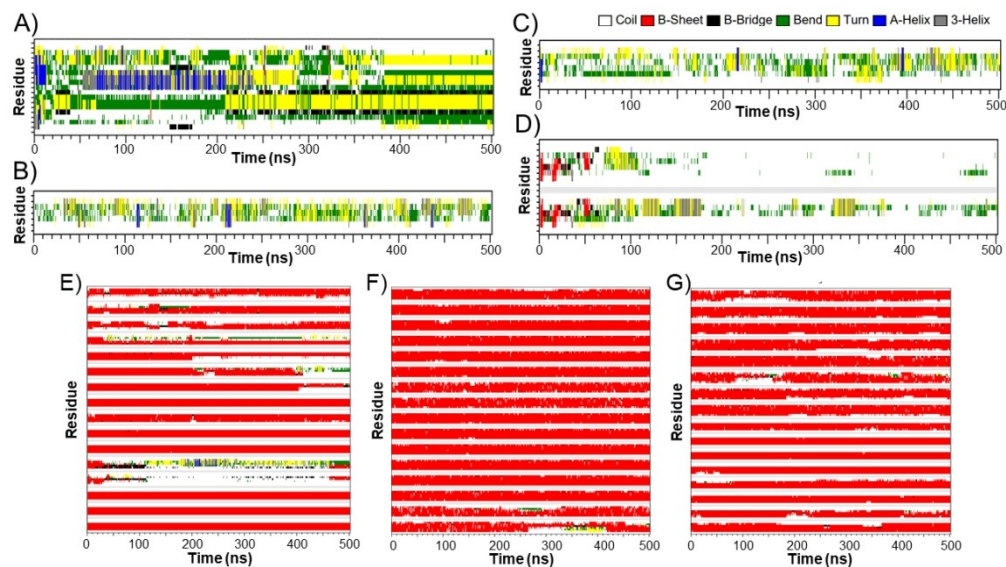 A)
C)
Coil B-Sheet B-Bridge Bend Turn A-Helix 3-Helix
Residue
100 200 300 400 500
Time (ns)
Residue
0 100 200 300 400 500
Time (ns)
B)
D)
Residue
100 200 300 400 500
Time (ns)
Residue
0 100 200 300 400 500
Time (ns)
E)
F)
G)
Residue
0 100 200 300 400 500
Time (ns)
Residue
0 100 200 300 400 500
Time (ns)
Residue
0 100 200 300 400 500
Time (ns)